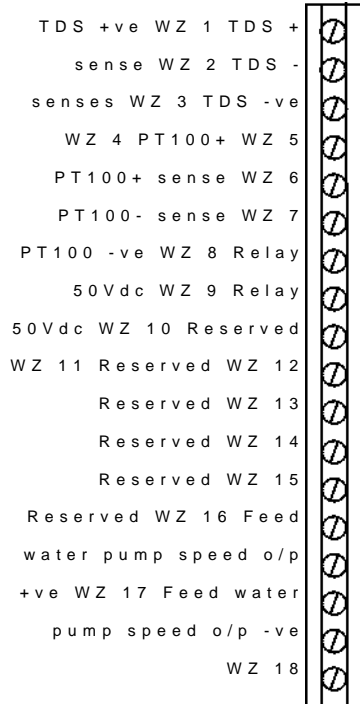 TDS +ve WZ 1 TDS +
sense WZ 2 TDS -
senses WZ 3 TDS -ve
WZ 4 PT100+ WZ 5
PT100+ sense WZ 6
PT100- sense WZ 7
PT100 -ve WZ 8 Relay
50Vdc WZ 9 Relay
50Vdc WZ 10 Reserved
WZ 11 Reserved WZ 12
Reserved WZ 13
Reserved WZ 14
Reserved WZ 15
Reserved WZ 16 Feed
water pump speed o/p
+ve WZ 17 Feed water
pump speed o/p -ve
WZ 18